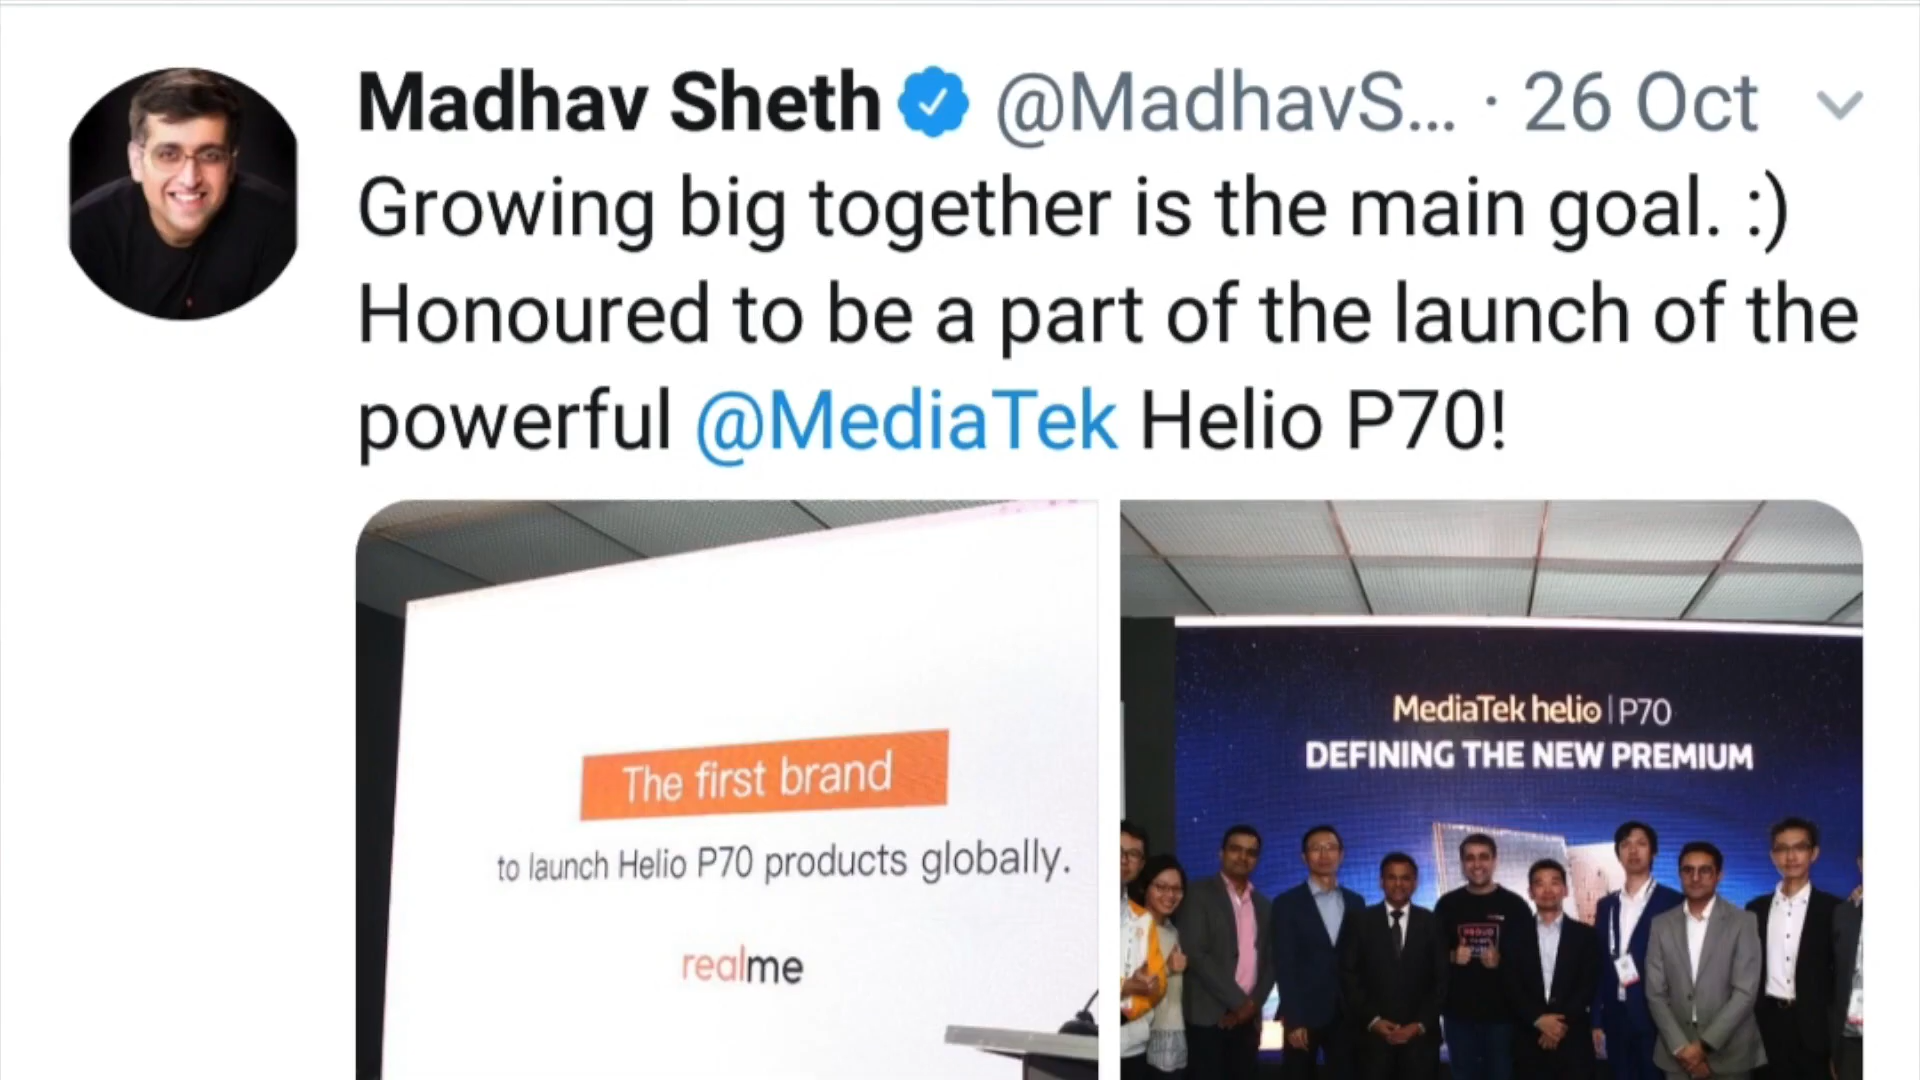 Madhav Sheth @MadhavS... · 26 Oct
Growing big together is the main goal. :)
Honoured to be a part of the launch of the
powerful @MediaTek Helio P70!
The first brand
to launch Helio P70 products globally.
realme
MediaTek helio | P70
DEFINING THE NEW PREMIUM
PROUD